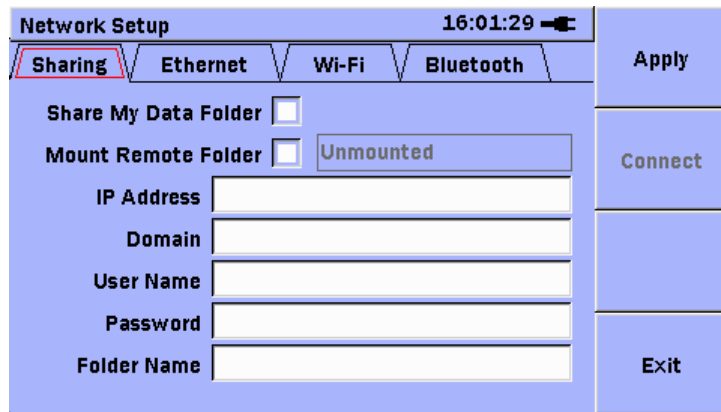 Network Setup 16:01:29
Sharing Ethernet Wi-Fi Bluetooth
Apply
Share My Data Folder
Mount Remote Folder Unmounted
Connect
IP Address
Domain
User Name
Password
Folder Name
Exit